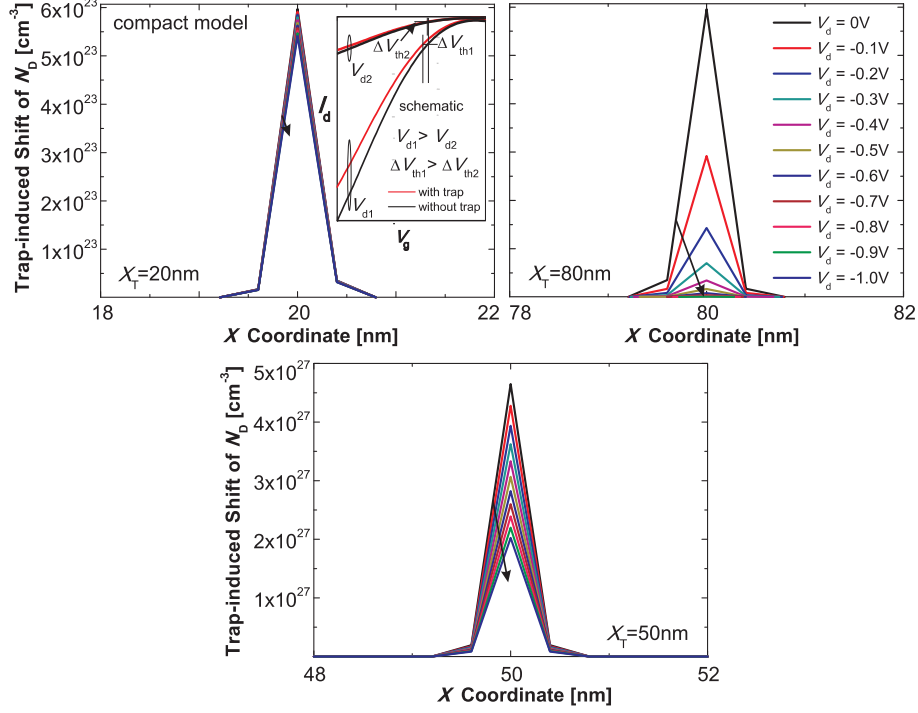 compact model
Trap-induced Shift of N_D [cm^-3]
6x10^23
5x10^23
4x10^23
3x10^23
2x10^23
1x10^23
X_T=20nm
18
20
22
X Coordinate [nm]
I_d
V_g
ΔV_th2
ΔV_th1
V_d2
schematic
V_d1> V_d2
ΔV_th1> ΔV_th2
with trap
without trap
V_d1
V_d = 0V
V_d = -0.1V
V_d = -0.2V
V_d = -0.3V
V_d = -0.4V
V_d = -0.5V
V_d = -0.6V
V_d = -0.7V
V_d = -0.8V
V_d = -0.9V
V_d = -1.0V
X_T=80nm
78
80
82
X Coordinate [nm]
Trap-induced Shift of N_D [cm^-3]
5x10^27
4x10^27
3x10^27
2x10^27
1x10^27
X_T=50nm
48
50
52
X Coordinate [nm]